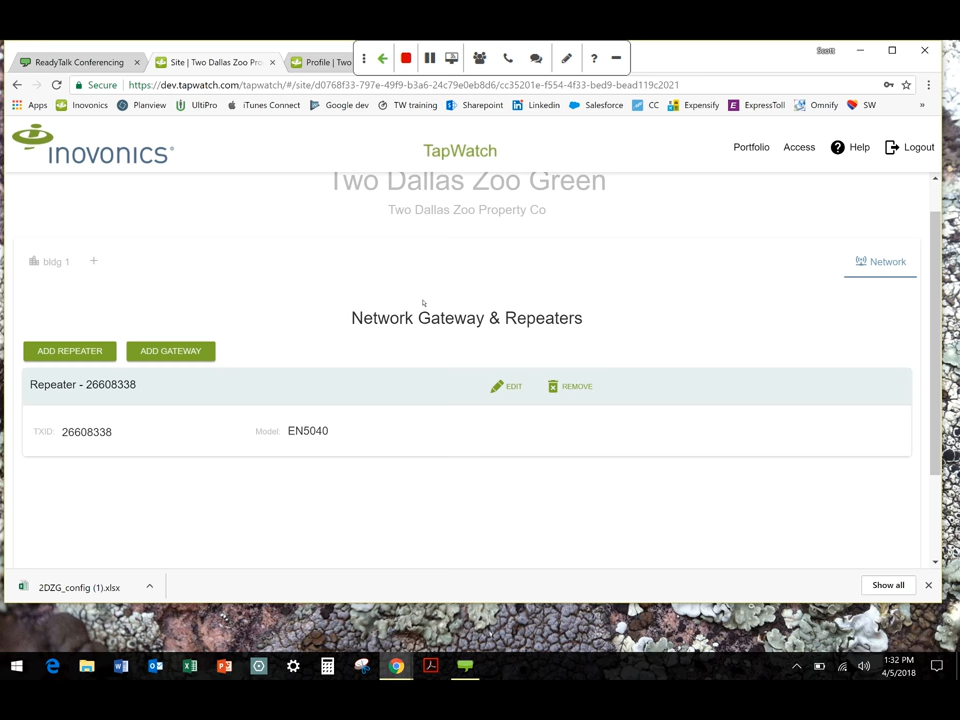 Scott
ReadyTalk Conferencing
Site | Two Dallas Zoo Pro
Profile | Two
Secure
https://dev.tapwatch.com/tapwatch/#/site/d0768f33-797e-49f9-b3a6-24c79e0eb8d6/cc35201e-f554-4f33-bed9-bead119c2021
Apps Inovonics Planview UltiPro iTunes Connect Google dev TW training Sharepoint Linkedin Salesforce CC Expensify ExpressToll Omnify SW »
inovonics
TapWatch
Portfolio Access Help Logout
Two Dallas Zoo Green
Two Dallas Zoo Property Co
bldg 1 +
Network
Network Gateway & Repeaters
ADD REPEATER ADD GATEWAY
Repeater - 26608338 EDIT REMOVE
TXID: 26608338 Model: EN5040
2DZG_config (1).xlsx
Show all
1:32 PM
4/5/2018